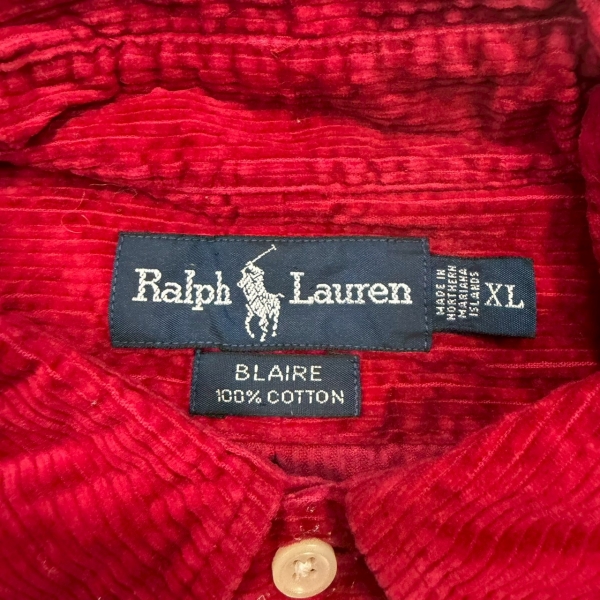 Ralph Lauren
MADE IN
NORTHERN
MARIANA
ISLANDS
XL
BLAIRE
100% COTTON